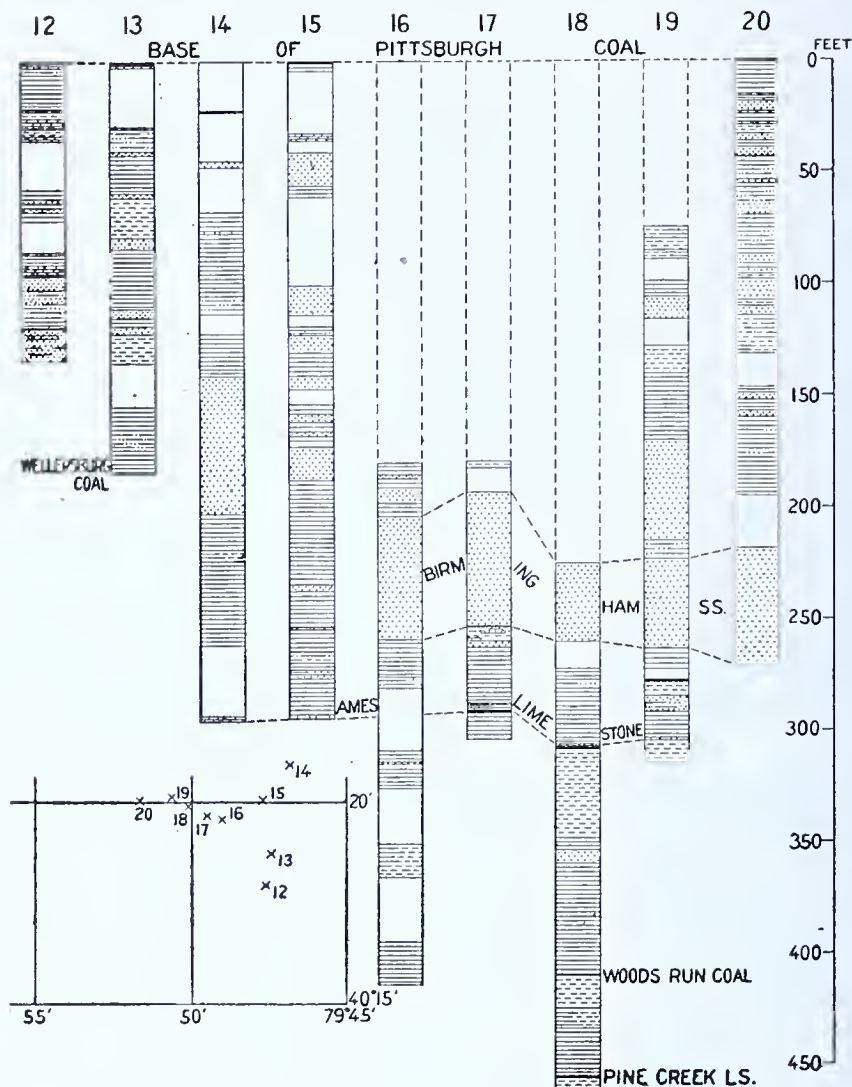 12 13 14 15 16 17 18 19 20
BASE OF PITTSBURGH COAL
FEET
0
50
100
150
WELLERSBURG
COAL
200
BIRM ING HAM SS.
250
AMES LIME STONE
300
×14
×19 ×15
20 18 17 ×16 20'
350
×13
×12
400
WOODS RUN COAL
40°15'
55' 50' 79°45'
450
PINE CREEK LS.